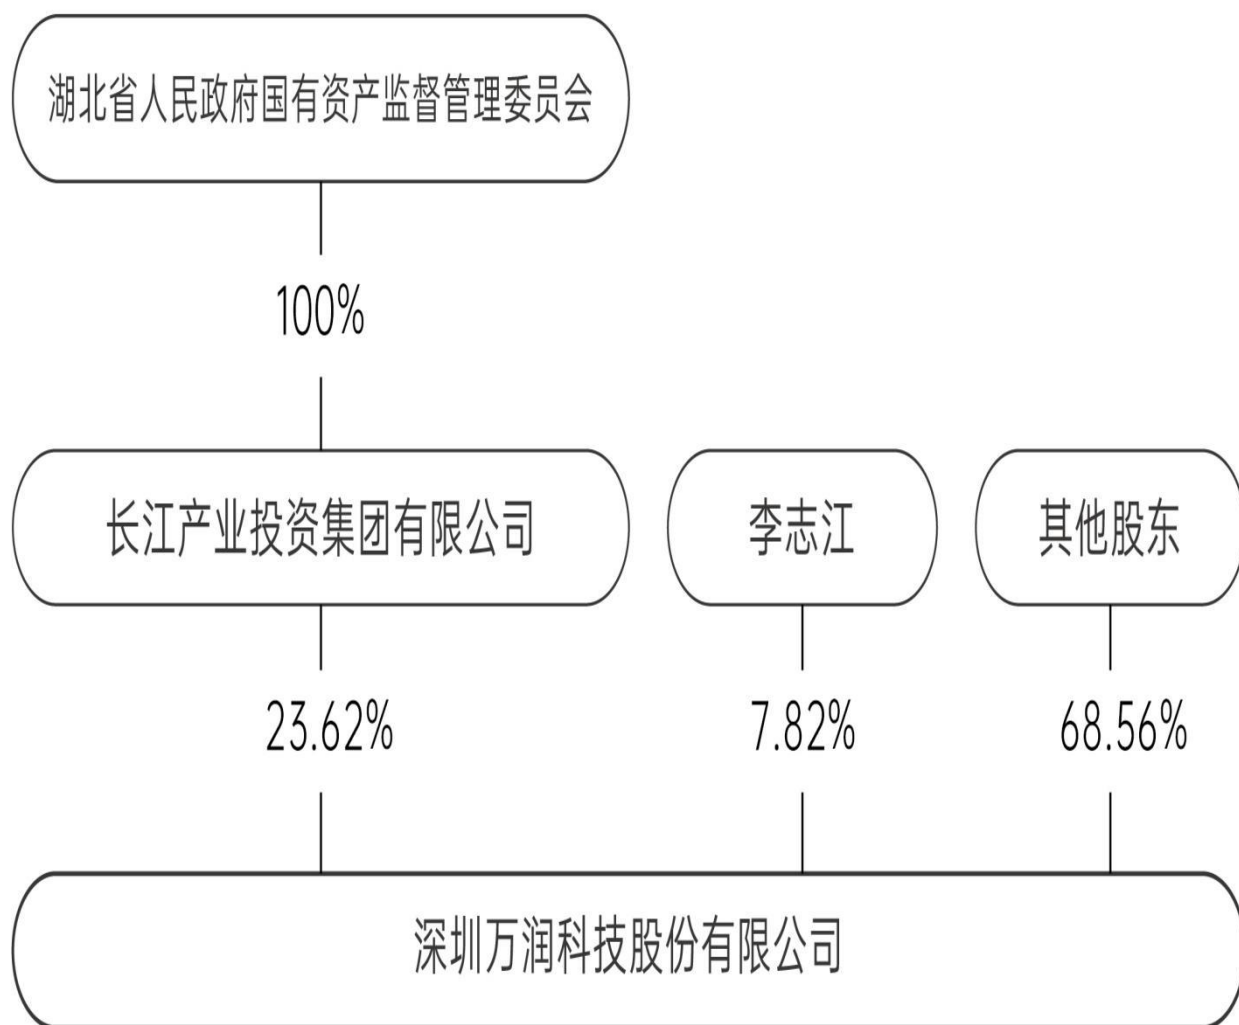 湖北省人民政府国有资产监督管理委员会
100%
长江产业投资集团有限公司
李志江
其他股东
23.62%
7.82%
68.56%
深圳万润科技股份有限公司